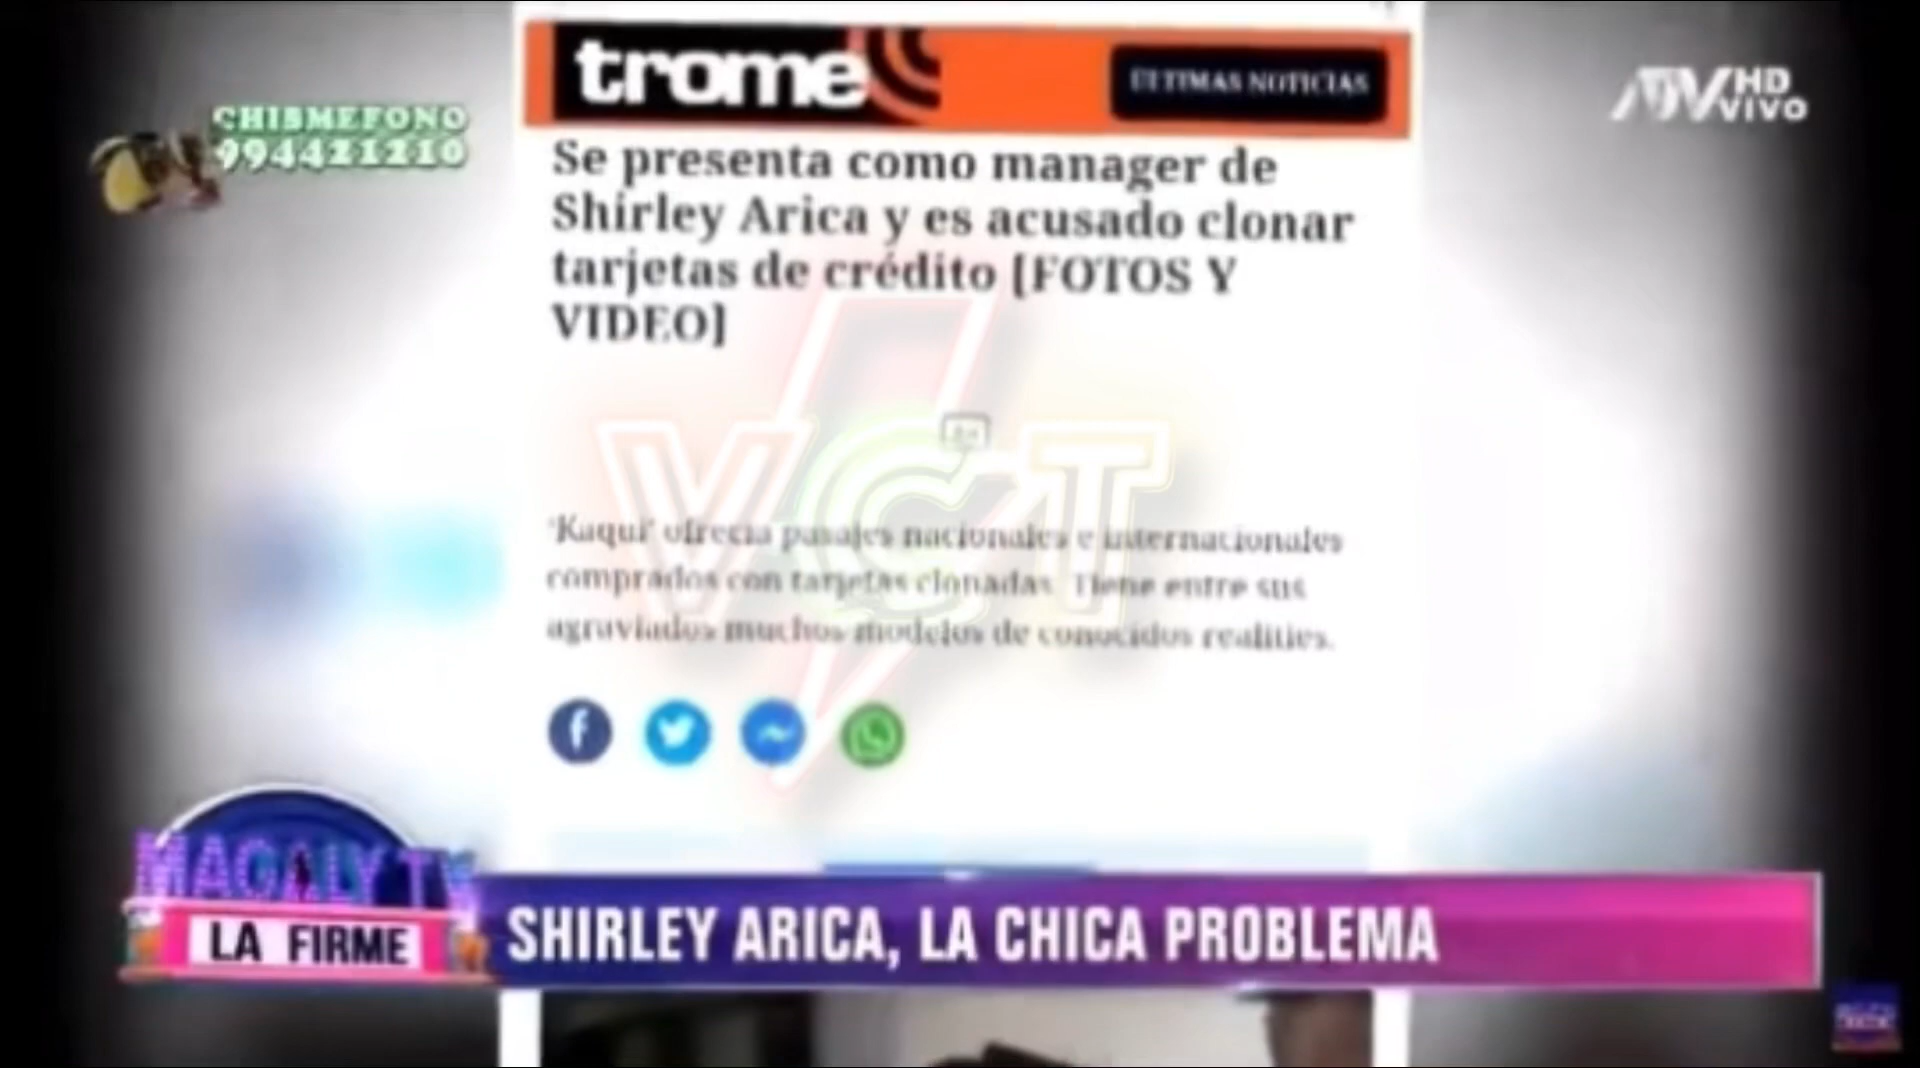 trome
ÚLTIMAS NOTICIAS
ATV HD
VIVO
CHISMEFONO
994421210
Se presenta como manager de
Shirley Arica y es acusado clonar
tarjetas de crédito [FOTOS Y
VIDEO]
VCT
'Kaqui' ofrecía pasajes nacionales e internacionales
comprados con tarjetas clonadas. Tiene entre sus
agraviados muchos modelos de conocidos realities.
MAGALY TV
LA FIRME
SHIRLEY ARICA, LA CHICA PROBLEMA